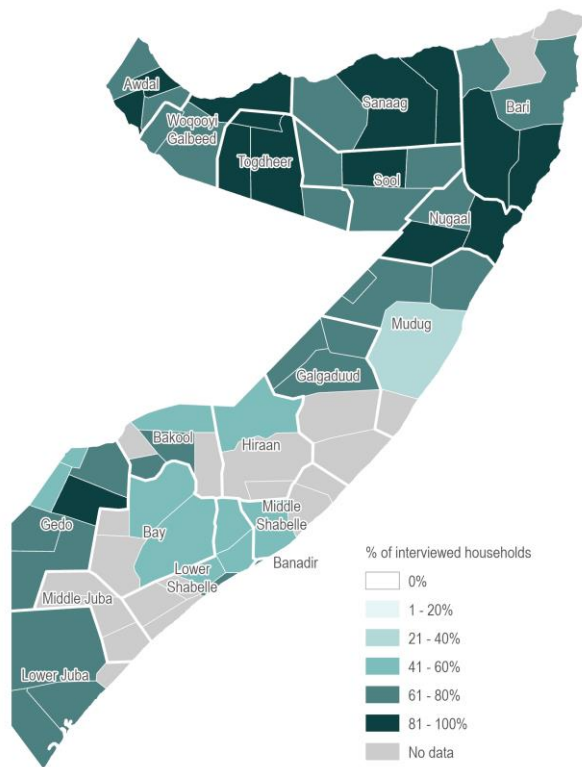 Awdal
Woqooyi
Galbeed
Togdheer
Sanaag
Sool
Bari
Nugaal
Mudug
Galgaduud
Hiraan
Bakool
Middle
Shabelle
Gedo
Bay
Banadir
Lower
Shabelle
Middle Juba
Lower Juba
% of interviewed households
0%
1 - 20%
21 - 40%
41 - 60%
61 - 80%
81 - 100%
No data